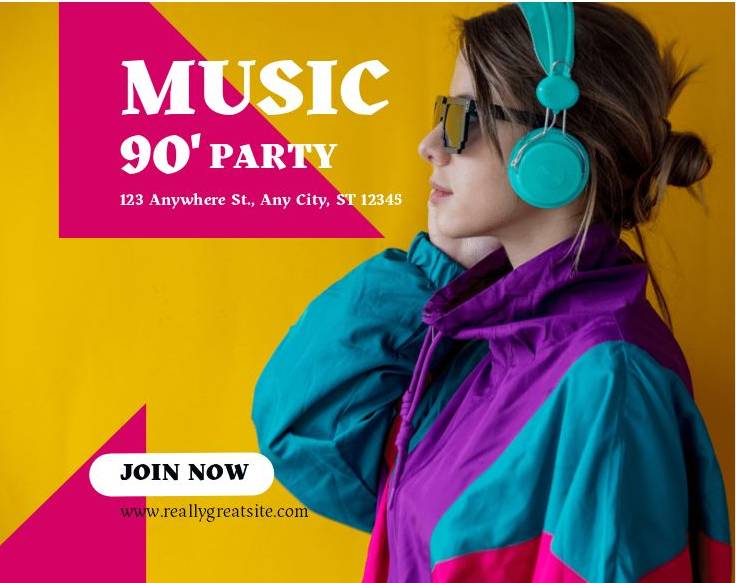 MUSIC
90' PARTY
123 Anywhere St., Any City, ST 12345
JOIN NOW
www.reallygreatsite.com